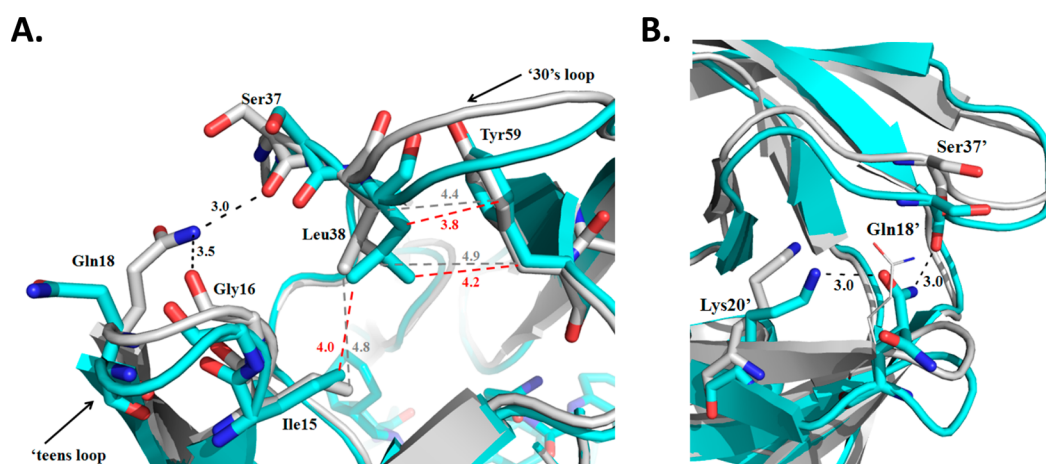 A.
B.
'30's loop
Ser37
Tyr59
Ser37'
4.4
3.0
3.8
Leu38
3.5
Gln18'
4.9
Gln18
Gly16
4.2
3.0
3.0
Lys20'
4.0
4.8
Ile15
'teens loop